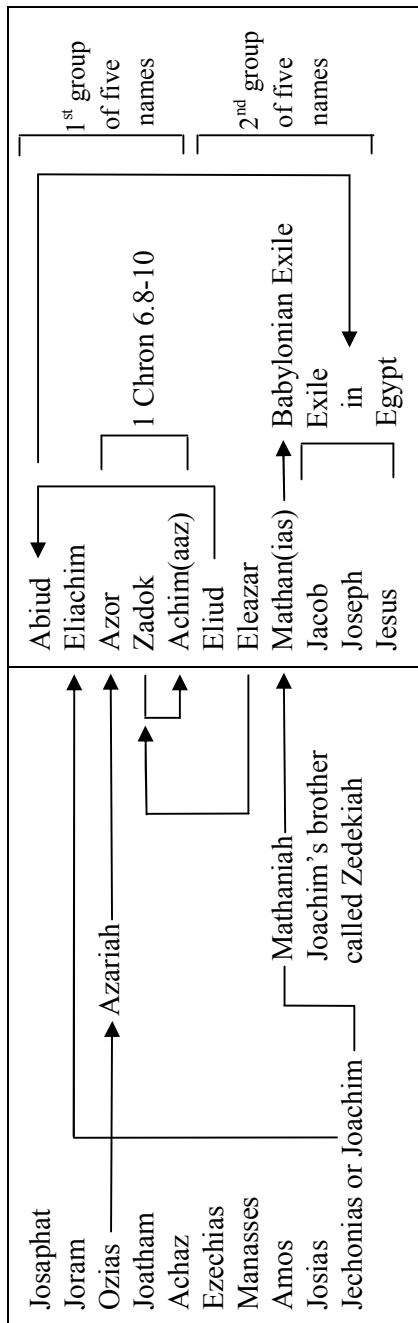 Josaphat
Joram
Ozias
Joatham
Achaz
Ezechias
Manasses
Amos
Josias
Jechonias or Joachim
Azariah
Mathaniah
Joachim's brother
called Zedekiah
Abiud
Eliachim
Azor
Zadok
Achim(aaz)
Eliud
Eleazar
Mathan(ias)
Jacob
Joseph
Jesus
1 Chron 6.8-10
Babylonian Exile
Exile
in
Egypt
1st group
of five
names
2nd group
of five
names